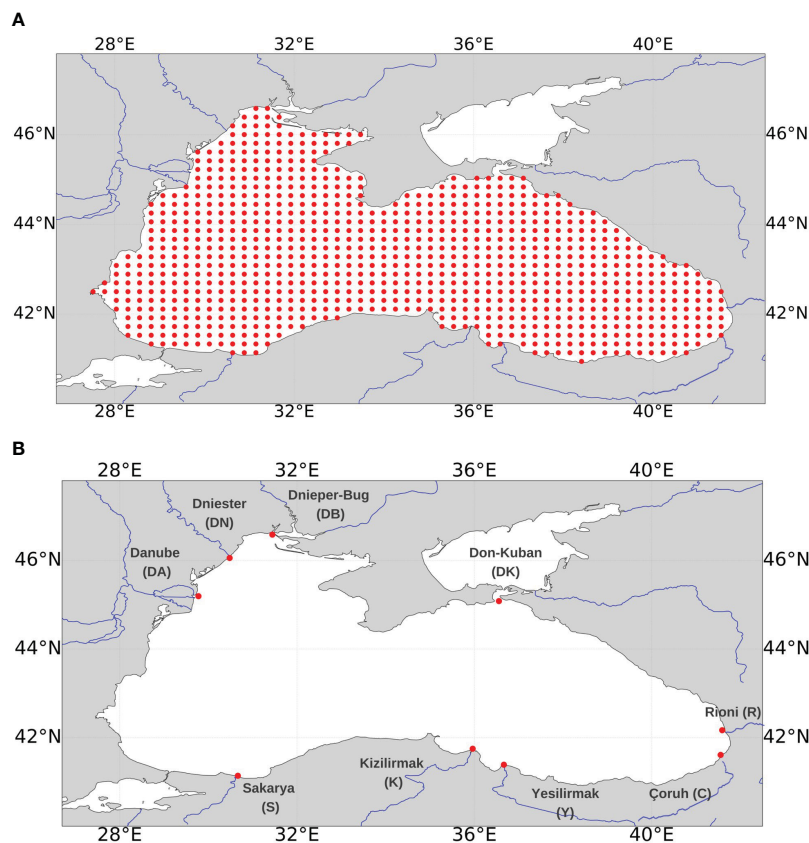 A
28°E 32°E 36°E 40°E
46°N 46°N
44°N 44°N
42°N 42°N
28°E 32°E 36°E 40°E
B
28°E 32°E 36°E 40°E
Dniester
(DN)
Dnieper-Bug
(DB)
Danube
(DA)
Don-Kuban
(DK)
46°N 46°N
44°N 44°N
Rioni (R)
42°N 42°N
Kizilirmak
(K)
Sakarya
(S)
Yesilirmak
(Y)
Çoruh (C)
28°E 32°E 36°E 40°E